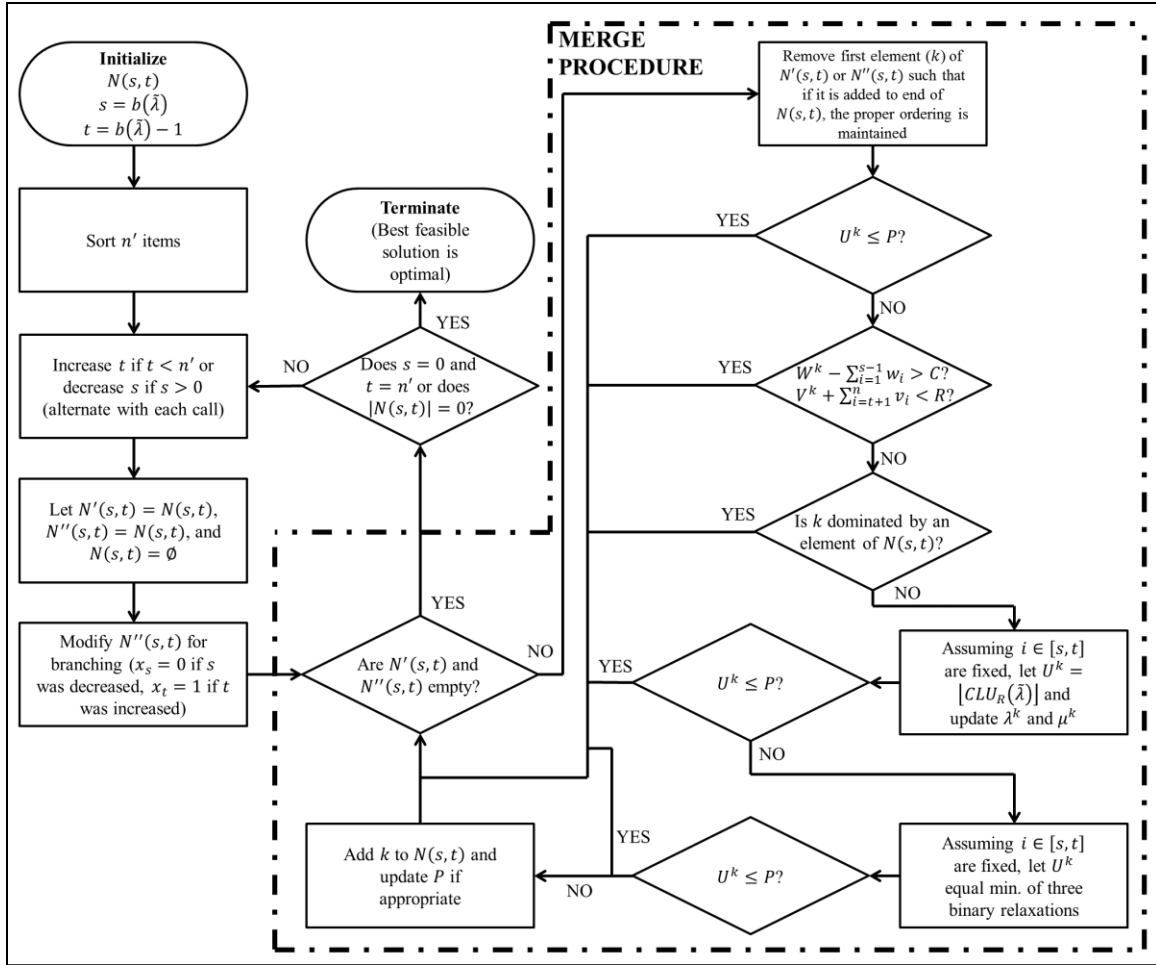 Initialize
N(s, t)
s = b(λ̃)
t = b(λ̃) − 1
Sort n′ items
Increase t if t < n′ or
decrease s if s > 0
(alternate with each call)
Let N′(s, t) = N(s, t),
N′′(s, t) = N(s, t), and
N(s, t) = ∅
Modify N′′(s, t) for
branching (x_s = 0 if s
was decreased, x_t = 1 if t
was increased)
Terminate
(Best feasible
solution is
optimal)
YES
NO
Does s = 0 and
t = n′ or does
|N(s, t)| = 0?
YES
Are N′(s, t) and
N′′(s, t) empty?
NO
Add k to N(s, t) and
update P if
appropriate
MERGE
PROCEDURE
Remove first element (k) of
N′(s, t) or N′′(s, t) such that
if it is added to end of
N(s, t), the proper ordering is
maintained
YES
U^k ≤ P?
NO
YES
W^k − ∑_{i=1}^{s−1} w_i > C?
V^k + ∑_{i=t+1}^{n} v_i < R?
NO
YES
Is k dominated by an
element of N(s, t)?
NO
Assuming i ∈ [s, t]
are fixed, let U^k =
⌊CLU_R(λ̃)⌋ and
update λ^k and μ^k
YES
U^k ≤ P?
NO
Assuming i ∈ [s, t]
are fixed, let U^k
equal min. of three
binary relaxations
YES
U^k ≤ P?
NO